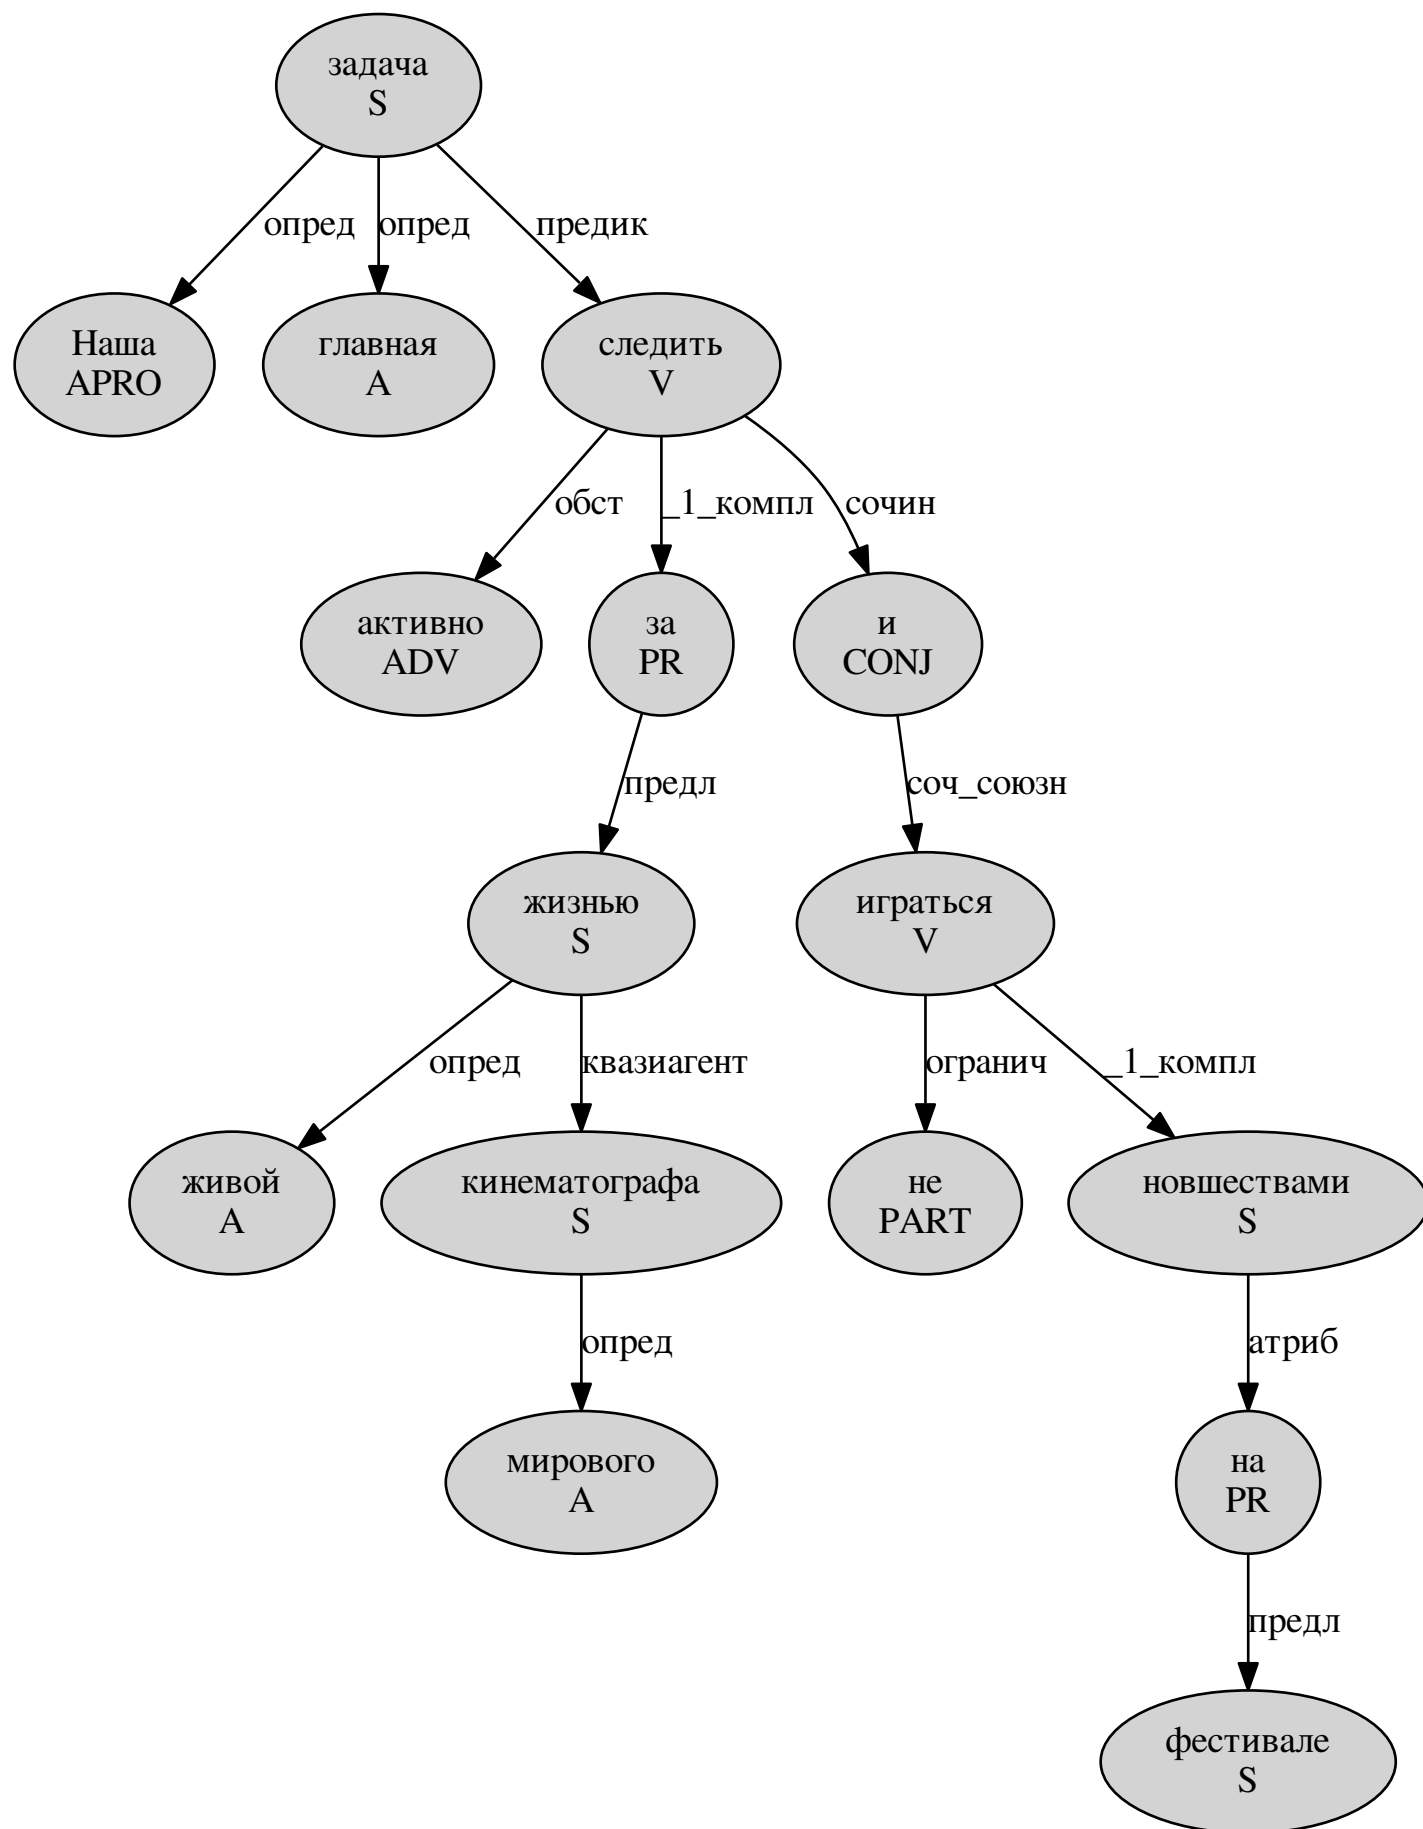 задача
S
опред
опред
предик
Наша
APRO
главная
A
следить
V
обст
_1_компл
сочин
активно
ADV
за
PR
и
CONJ
предл
соч_союзн
жизнью
S
играться
V
опред
квазиагент
огранич
_1_компл
живой
A
кинематографа
S
не
PART
новшествами
S
опред
атриб
мирового
A
на
PR
предл
фестивале
S